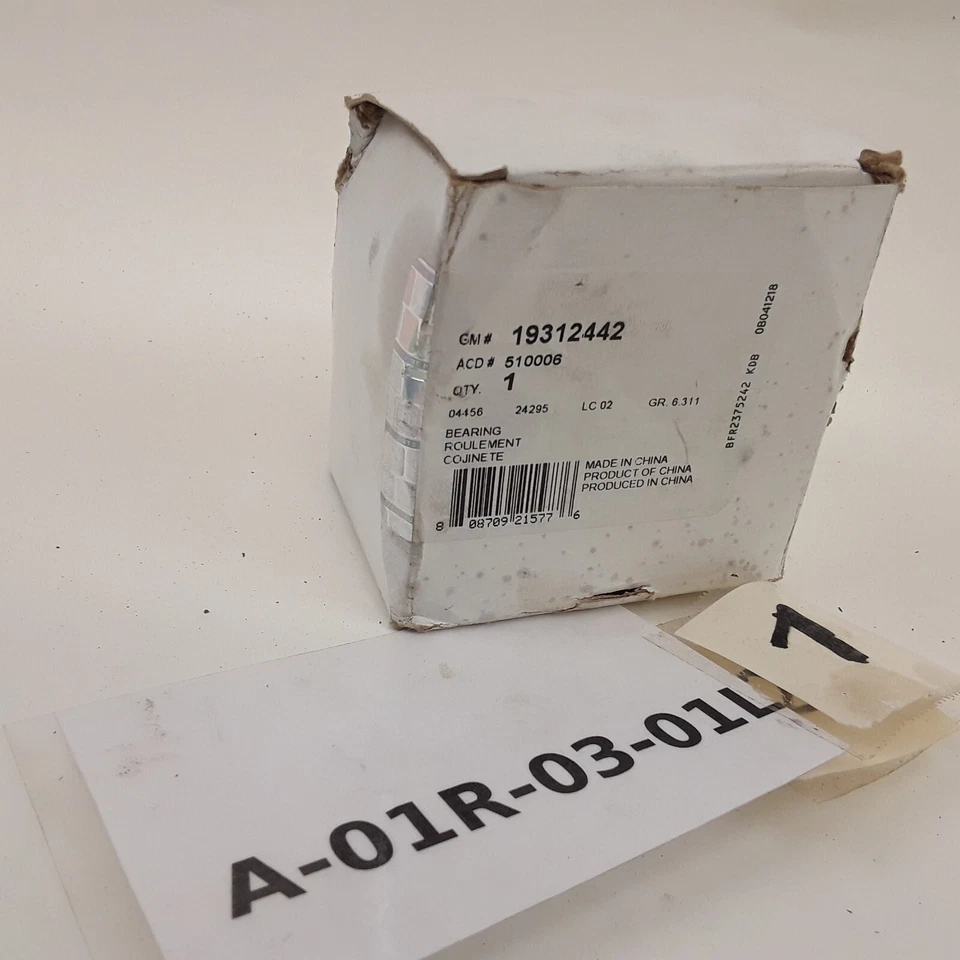 GM # 19312442
ACD # 510006
QTY. 1
04456 24295 LC 02 GR. 6.311
BEARING
ROULEMENT
COJINETE
MADE IN CHINA
PRODUCT OF CHINA
PRODUCED IN CHINA
8 08709 21577 6
BFR2375242 KDB 0B041218
1
A-01R-03-01L